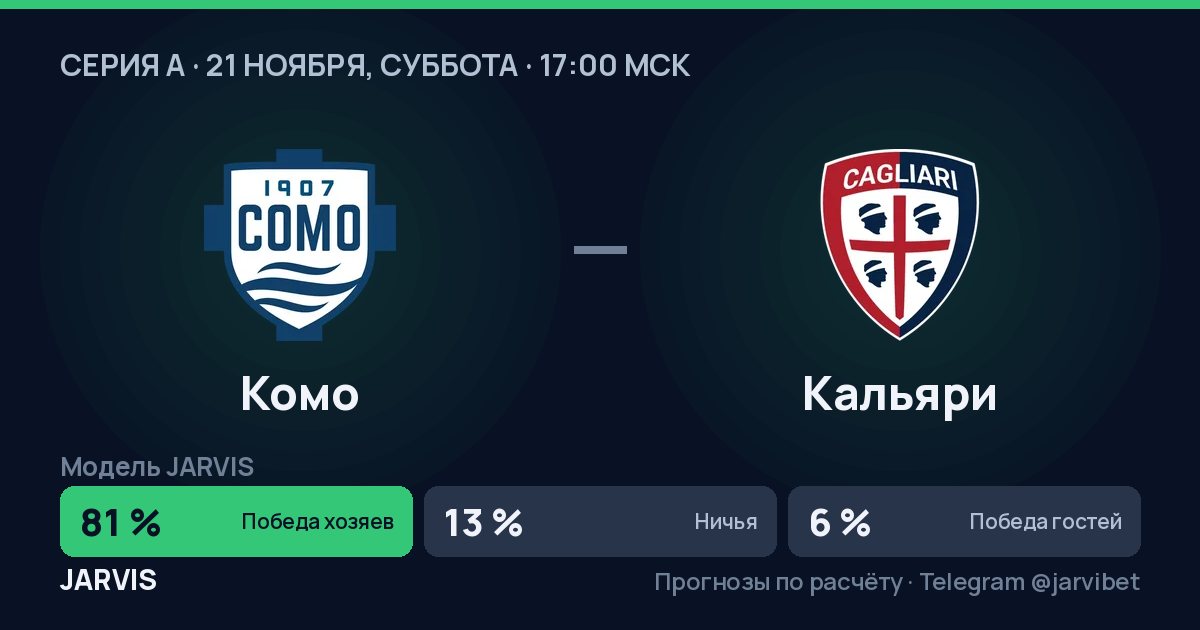 СЕРИЯ А · 21 НОЯБРЯ, СУББОТА · 17:00 МСК
1907
COMO
CAGLIARI
Комо
Кальяри
Модель JARVIS
81 % Победа хозяев
13 % Ничья
6 % Победа гостей
JARVIS
Прогнозы по расчёту · Telegram @jarvibet